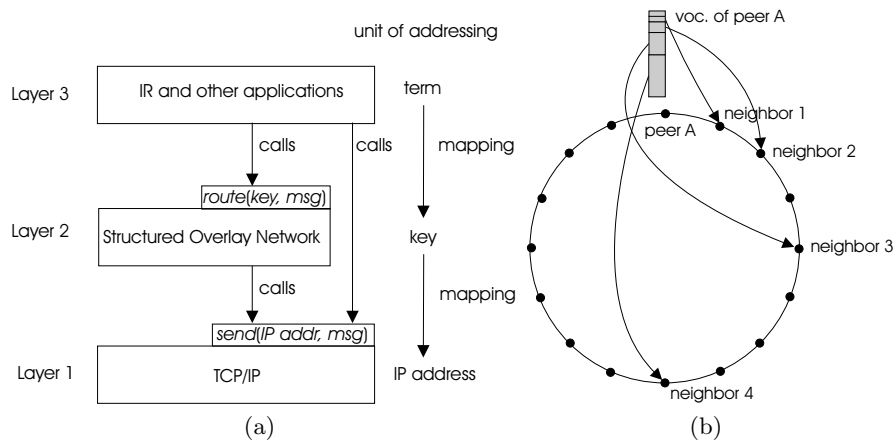 unit of addressing
Layer 3
IR and other applications
term
calls
calls
mapping
route(key, msg)
Layer 2
Structured Overlay Network
key
calls
mapping
send(IP addr, msg)
Layer 1
TCP/IP
IP address
(a)
voc. of peer A
peer A
neighbor 1
neighbor 2
neighbor 3
neighbor 4
(b)